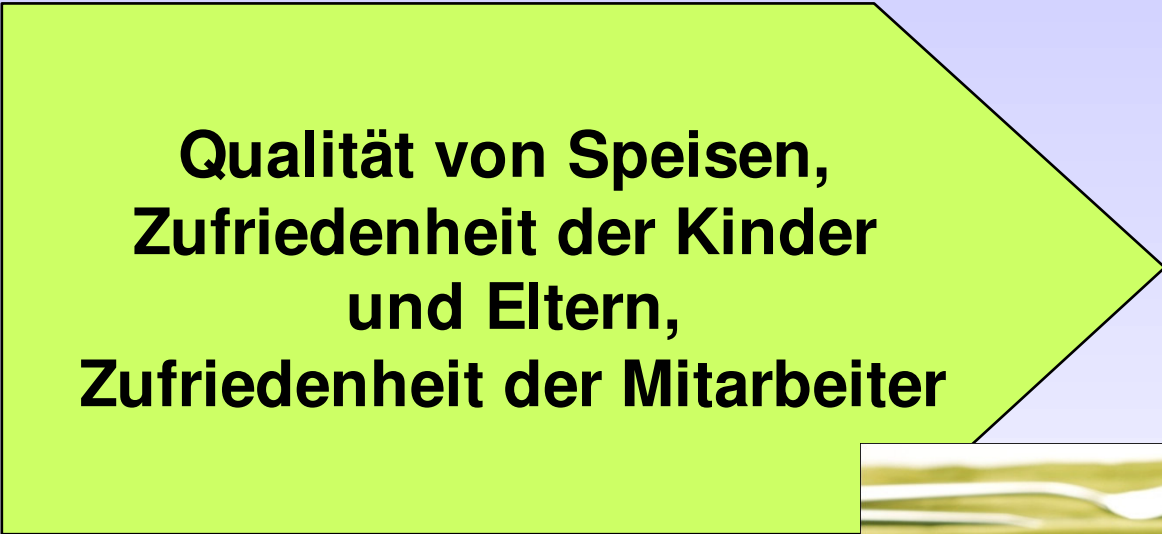 Qualität von Speisen,
Zufriedenheit der Kinder
und Eltern,
Zufriedenheit der Mitarbeiter